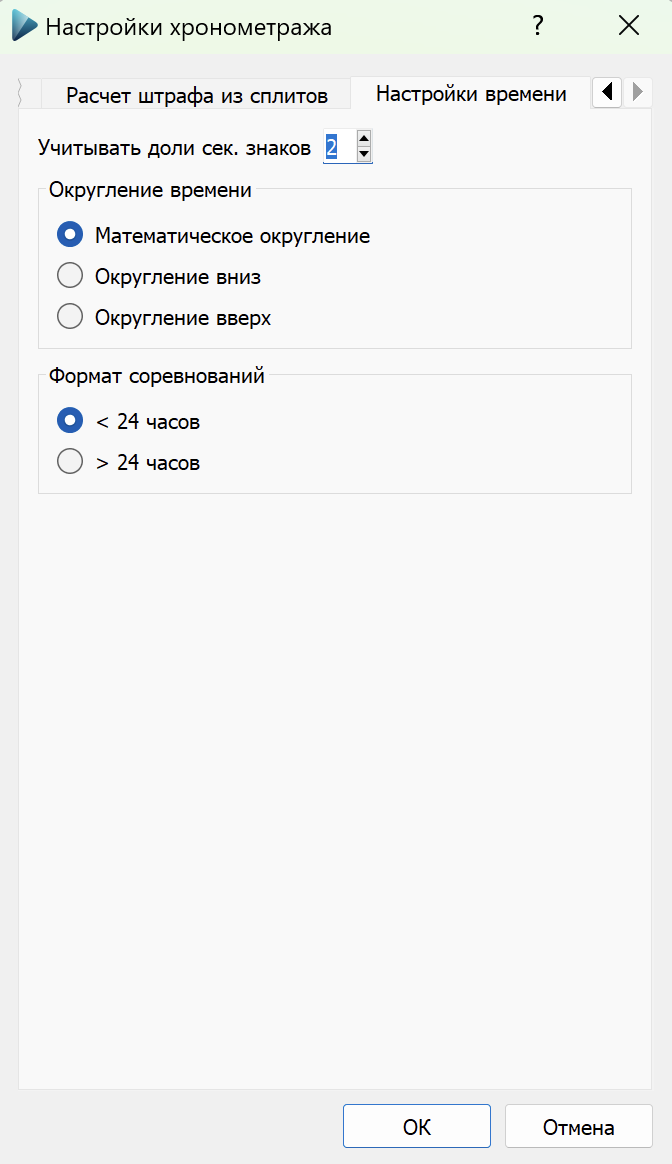 Настройки хронометража
?
Расчет штрафа из сплитов
Настройки времени
Учитывать доли сек. знаков 2
Округление времени
Математическое округление
Округление вниз
Округление вверх
Формат соревнований
< 24 часов
> 24 часов
OK
Отмена